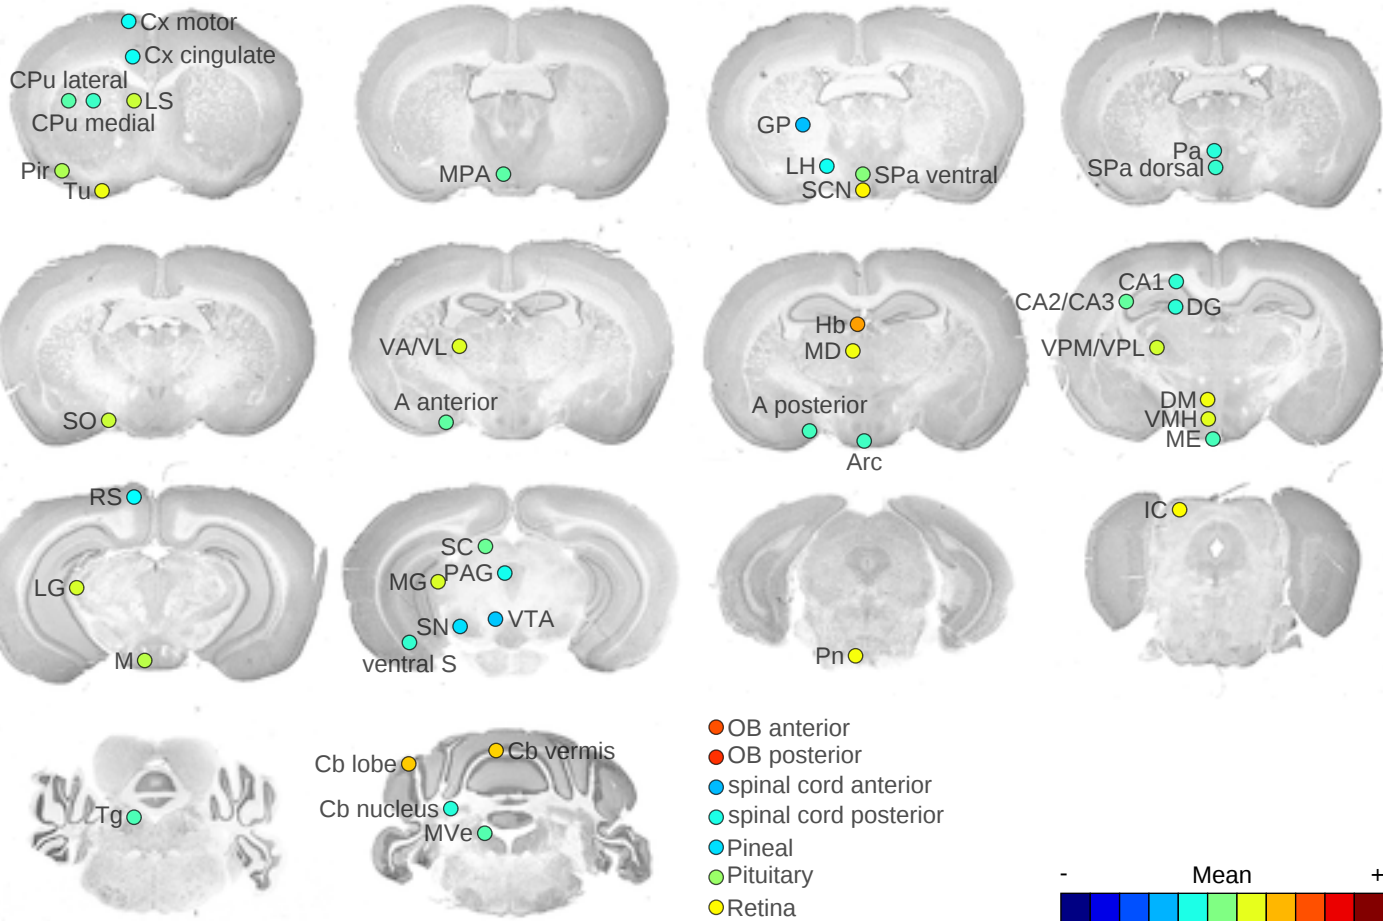 Cx motor
Cx cingulate
CPu lateral
LS
CPu medial
Pir
Tu
MPA
GP
LH
SPa ventral
SCN
Pa
SPa dorsal
SO
VA/VL
A anterior
Hb
MD
A posterior
Arc
CA1
CA2/CA3
DG
VPM/VPL
DM
VMH
ME
RS
LG
M
SC
PAG
MG
SN
VTA
ventral S
Pn
IC
Tg
Cb vermis
Cb lobe
Cb nucleus
MVe
OB anterior
OB posterior
spinal cord anterior
spinal cord posterior
Pineal
Pituitary
Retina
- Mean +